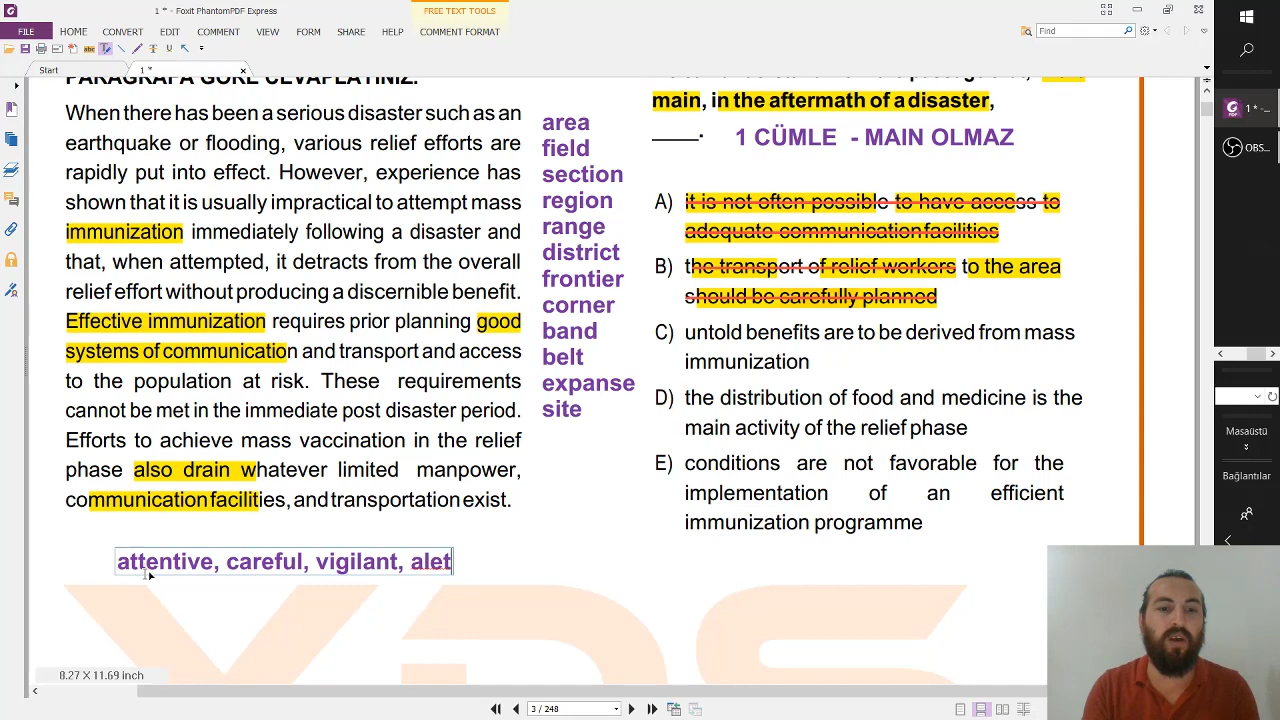 1 * - Foxit PhantomPDF Express
FREE TEXT TOOLS
FILE HOME CONVERT EDIT COMMENT VIEW FORM SHARE HELP COMMENT FORMAT
Find
Start
1 *
PARAGRAFA GÖRE CEVAPLAYINIZ.
When there has been a serious disaster such as an
earthquake or flooding, various relief efforts are
rapidly put into effect. However, experience has
shown that it is usually impractical to attempt mass
immunization immediately following a disaster and
that, when attempted, it detracts from the overall
relief effort without producing a discernible benefit.
Effective immunization requires prior planning good
systems of communication and transport and access
to the population at risk. These requirements
cannot be met in the immediate post disaster period.
Efforts to achieve mass vaccination in the relief
phase also drain whatever limited manpower,
communication facilities, and transportation exist.
attentive, careful, vigilant, alet
area
field
section
region
range
district
frontier
corner
band
belt
expanse
site
main, in the aftermath of a disaster,
____.
1 CÜMLE - MAIN OLMAZ
A) it is not often possible to have access to
adequate communication facilities
B) the transport of relief workers to the area
should be carefully planned
C) untold benefits are to be derived from mass
immunization
D) the distribution of food and medicine is the
main activity of the relief phase
E) conditions are not favorable for the
implementation of an efficient
immunization programme
YDS
8.27 X 11.69 inch
3 / 248
1 * -...
OBS...
Masaüstü
Bağlantılar